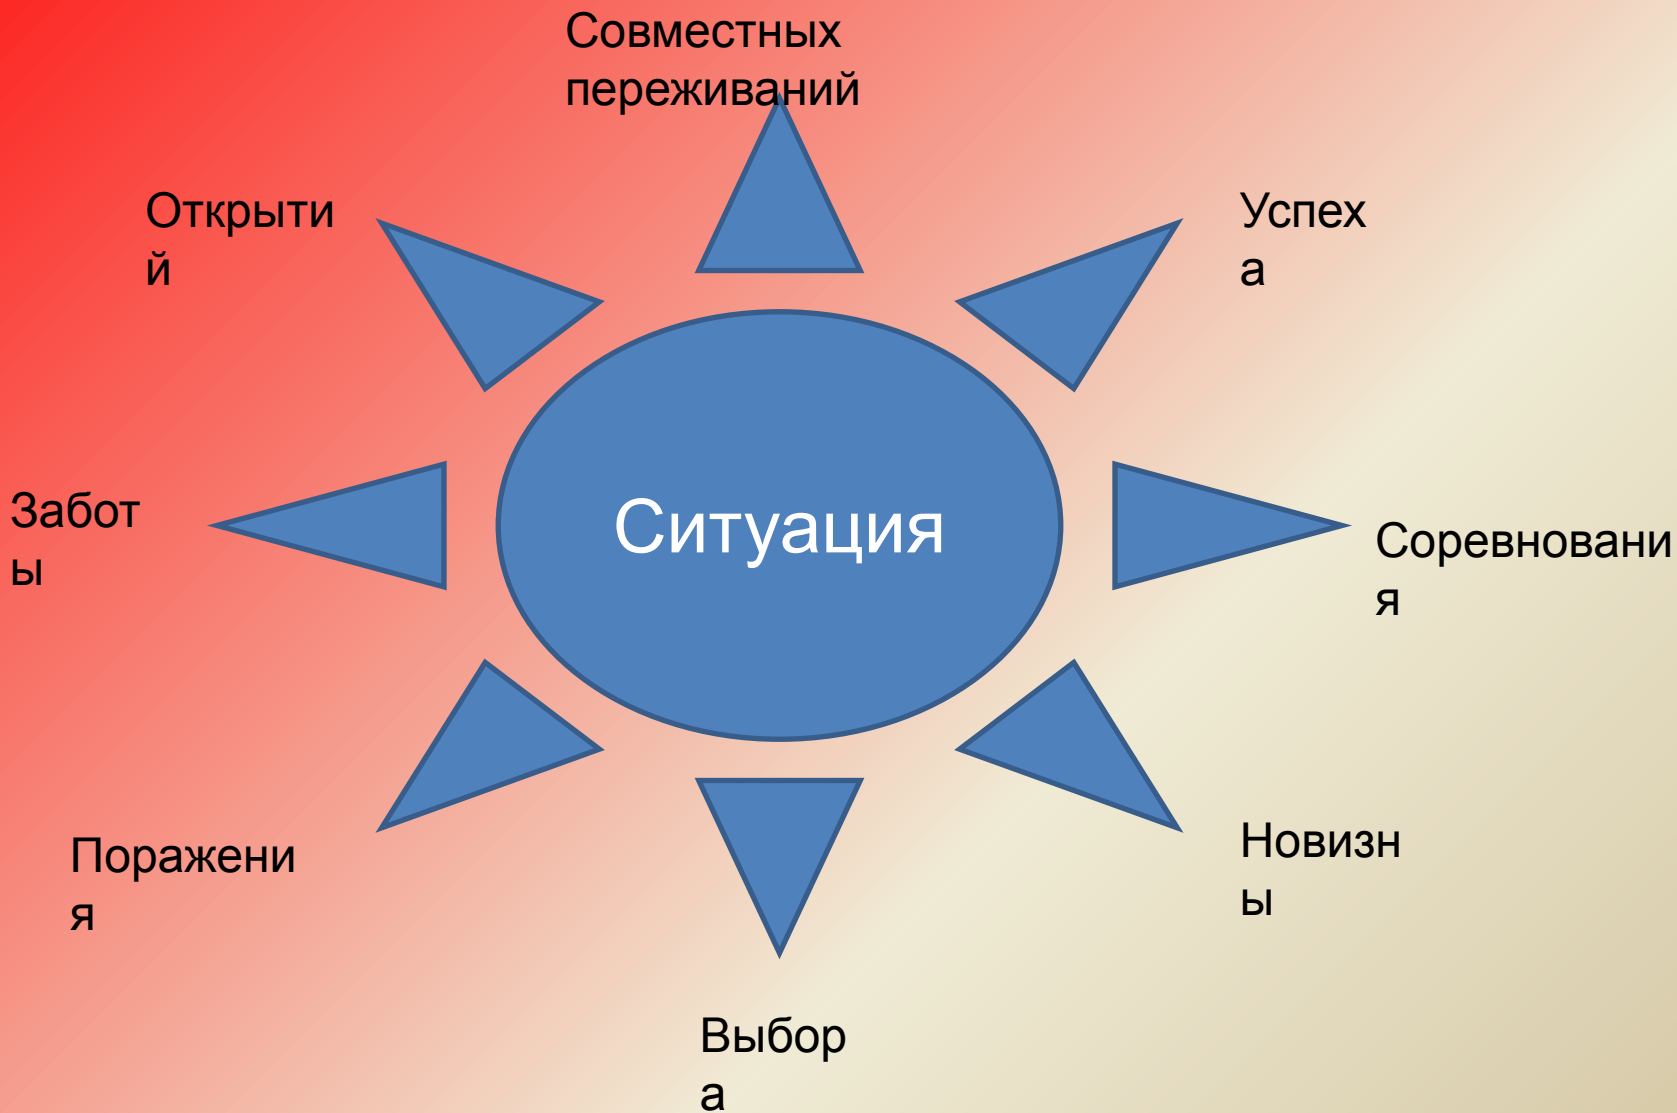 Совместных
переживаний
Открыти
й
Успех
а
Забот
ы
Ситуация
Соревновани
я
Поражени
я
Новизн
ы
Выбор
а